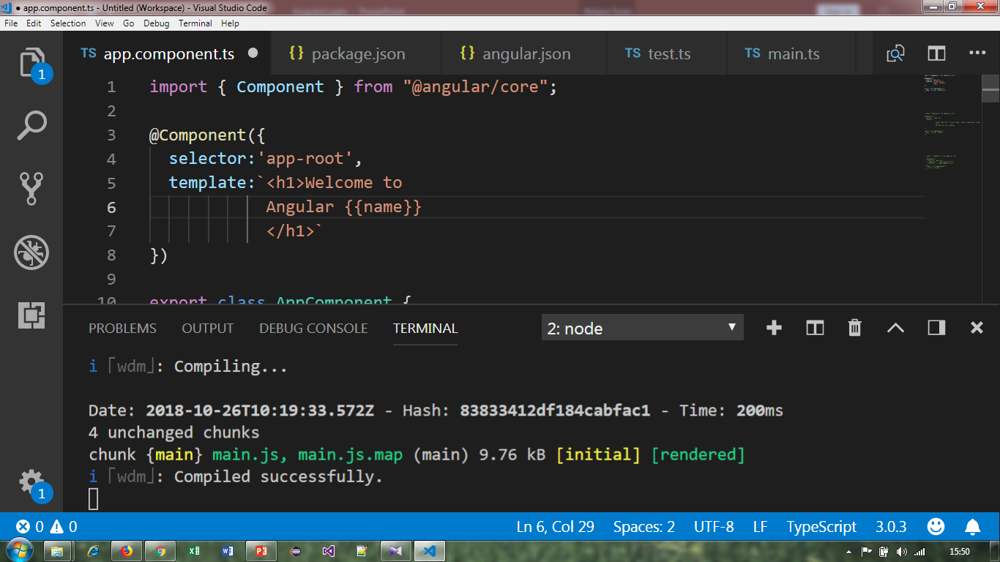 ● app.component.ts - Untitled (Workspace) - Visual Studio Code
File Edit Selection View Go Debug Terminal Help
TS app.component.ts ● {} package.json {} angular.json TS test.ts TS main.ts
1 import { Component } from "@angular/core";
2
3 @Component({
4 selector:'app-root',
5 template:`<h1>Welcome to
6 Angular {{name}}
7 </h1>`
8 })
9
10 export class AppComponent {
1
PROBLEMS OUTPUT DEBUG CONSOLE TERMINAL 2: node
i ｢wdm｣: Compiling...
Date: 2018-10-26T10:19:33.572Z - Hash: 83833412df184cabfac1 - Time: 200ms
4 unchanged chunks
chunk {main} main.js, main.js.map (main) 9.76 kB [initial] [rendered]
i ｢wdm｣: Compiled successfully.
1
0 0 Ln 6, Col 29 Spaces: 2 UTF-8 LF TypeScript 3.0.3
15:50